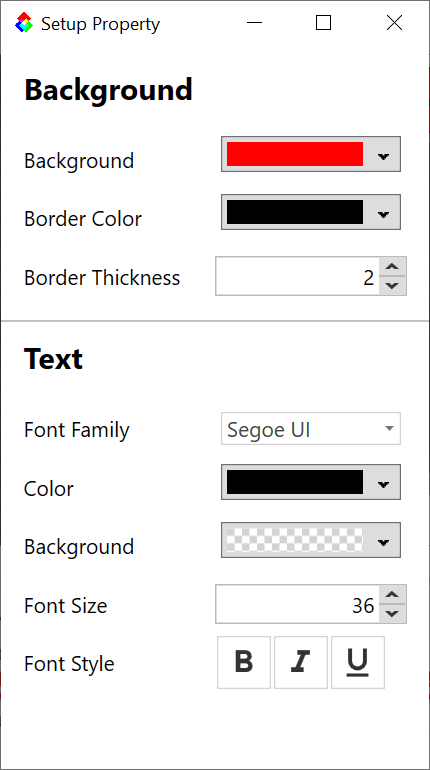 Setup Property
Background
Background
Border Color
Border Thickness 2
Text
Font Family Segoe UI
Color
Background
Font Size 36
Font Style B I U